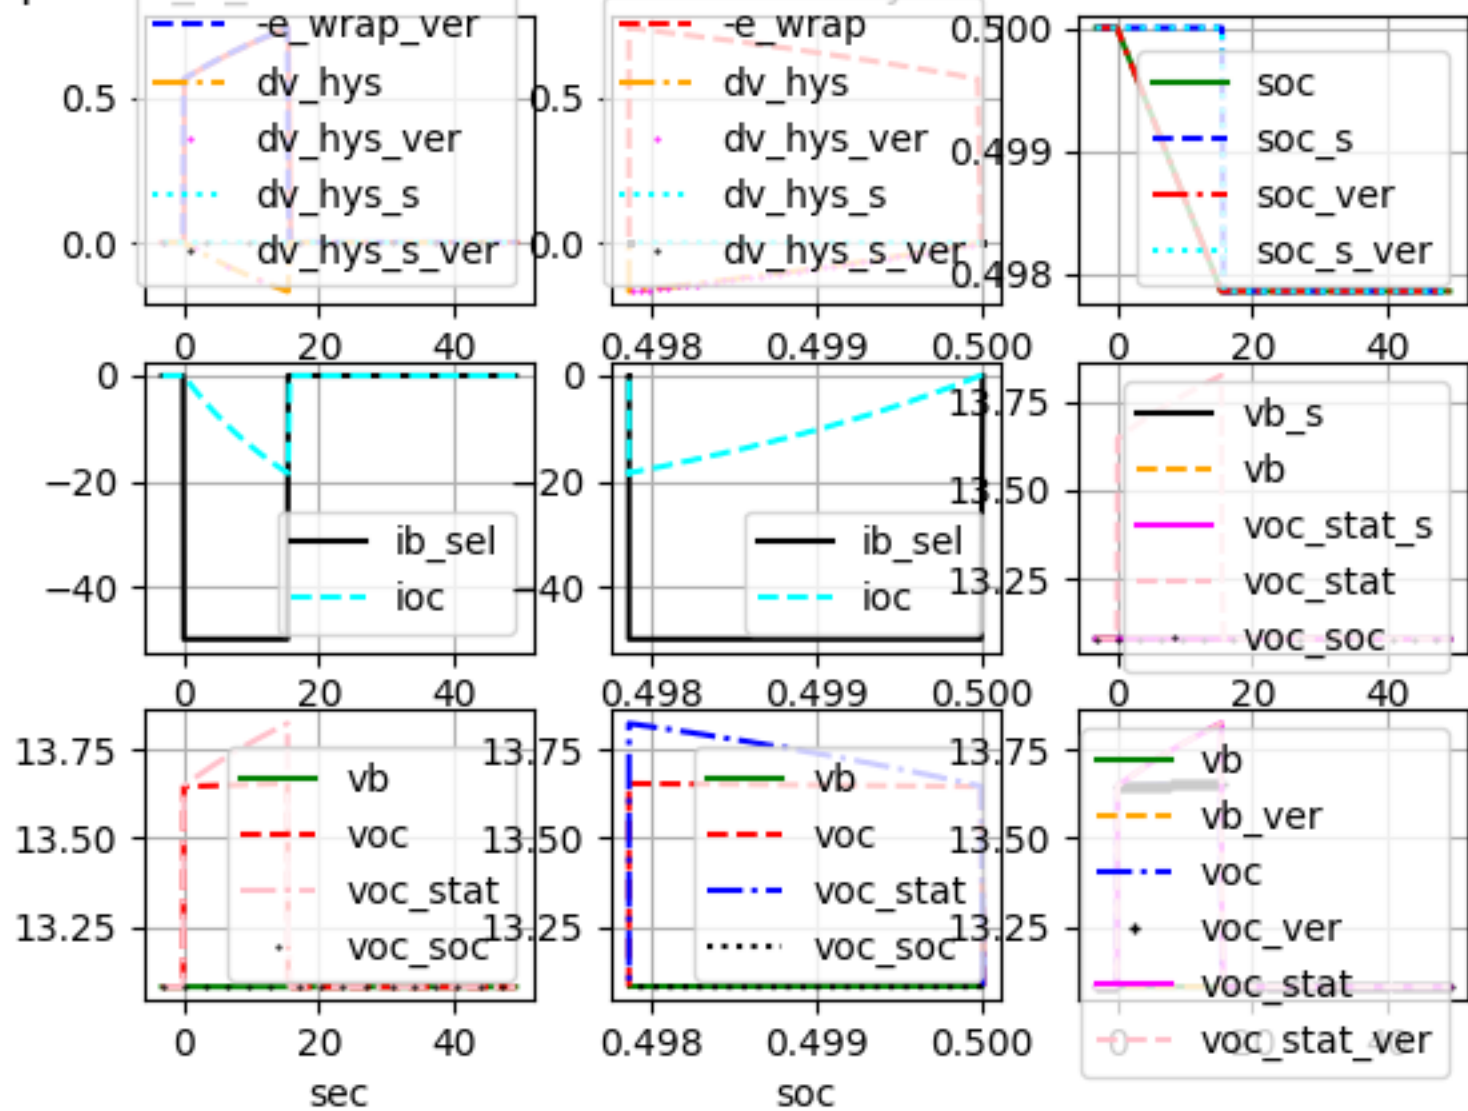 -e_wrap_ver
dv_hys
dv_hys_ver
dv_hys_s
dv_hys_s_ver
0.5
0.0
0 20 40
-e_wrap
dv_hys
dv_hys_ver
dv_hys_s
dv_hys_s_ver
0.5
0.0
0.498 0.499 0.500
0.500
0.499
0.498
soc
soc_s
soc_ver
soc_s_ver
0 20 40
0
−20
−40
ib_sel
ioc
0 20 40
0
−20
−40
ib_sel
ioc
0.498 0.499 0.500
13.75
13.50
13.25
vb_s
vb
voc_stat_s
voc_stat
voc_soc
0 20 40
13.75
13.50
13.25
vb
voc
voc_stat
voc_soc
0 20 40
sec
13.75
13.50
13.25
vb
voc
voc_stat
voc_soc
0.498 0.499 0.500
soc
13.75
13.50
13.25
vb
vb_ver
voc
voc_ver
voc_stat
voc_stat_ver
0 20 40